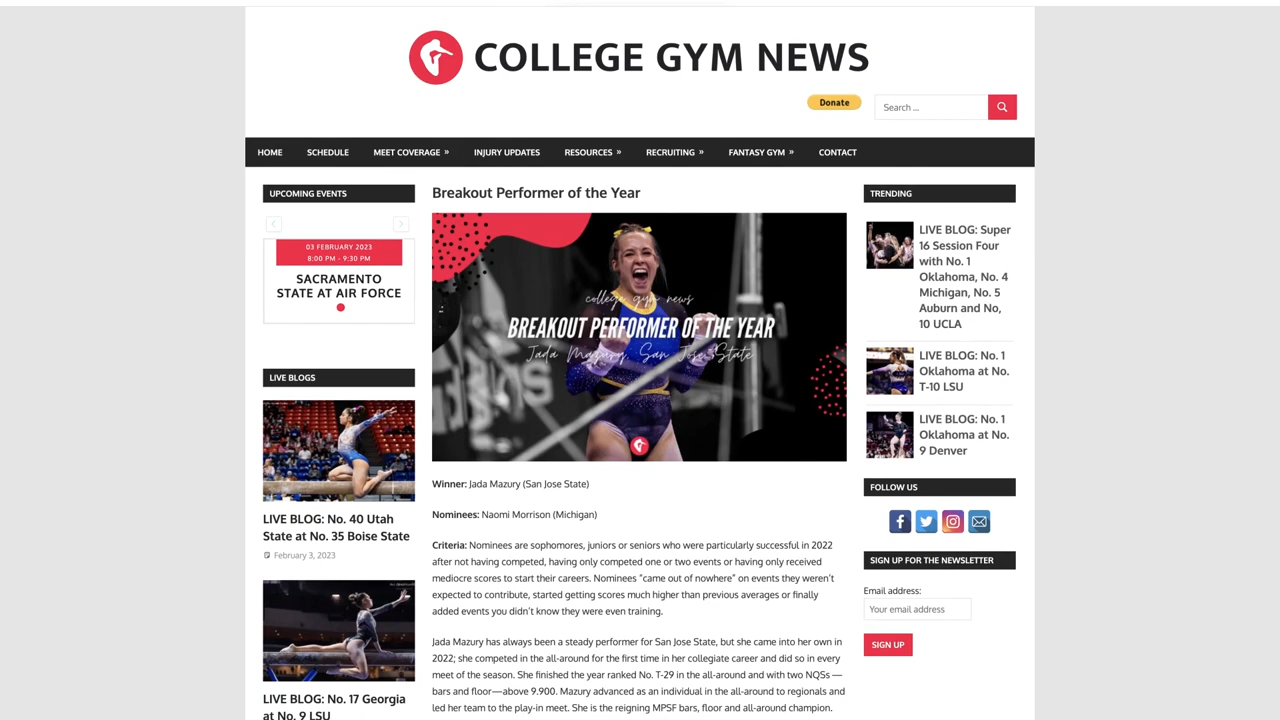 COLLEGE GYM NEWS
Donate
Search ...
HOME
SCHEDULE
MEET COVERAGE »
INJURY UPDATES
RESOURCES »
RECRUITING »
FANTASY GYM »
CONTACT
UPCOMING EVENTS
03 FEBRUARY 2023
8:00 PM - 9:30 PM
SACRAMENTO
STATE AT AIR FORCE
LIVE BLOGS
LIVE BLOG: No. 40 Utah
State at No. 35 Boise State
February 3, 2023
LIVE BLOG: No. 17 Georgia
at No. 9 LSU
Breakout Performer of the Year
college gym news
BREAKOUT PERFORMER OF THE YEAR
Jada Mazury, San Jose State
Winner: Jada Mazury (San Jose State)
Nominees: Naomi Morrison (Michigan)
Criteria: Nominees are sophomores, juniors or seniors who were particularly successful in 2022
after not having competed, having only competed one or two events or having only received
mediocre scores to start their careers. Nominees “came out of nowhere” on events they weren’t
expected to contribute, started getting scores much higher than previous averages or finally
added events you didn’t know they were even training.
Jada Mazury has always been a steady performer for San Jose State, but she came into her own in
2022; she competed in the all-around for the first time in her collegiate career and did so in every
meet of the season. She finished the year ranked No. T-29 in the all-around and with two NQSs —
bars and floor—above 9.900. Mazury advanced as an individual in the all-around to regionals and
led her team to the play-in meet. She is the reigning MPSF bars, floor and all-around champion.
TRENDING
LIVE BLOG: Super
16 Session Four
with No. 1
Oklahoma, No. 4
Michigan, No. 5
Auburn and No,
10 UCLA
LIVE BLOG: No. 1
Oklahoma at No.
T-10 LSU
LIVE BLOG: No. 1
Oklahoma at No.
9 Denver
FOLLOW US
SIGN UP FOR THE NEWSLETTER
Email address:
Your email address
SIGN UP